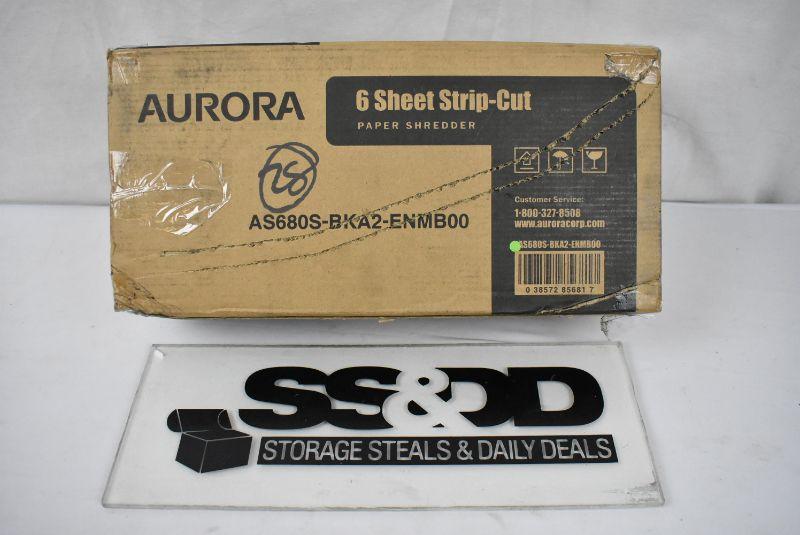 AURORA
6 Sheet Strip-Cut
PAPER SHREDDER
AS680S-BKA2-ENMB00
Customer Service:
1-800-327-8508
www.auroracorp.com
AS680S-BKA2-ENMB00
0 38572 85681 7
SS&DD
STORAGE STEALS & DAILY DEALS